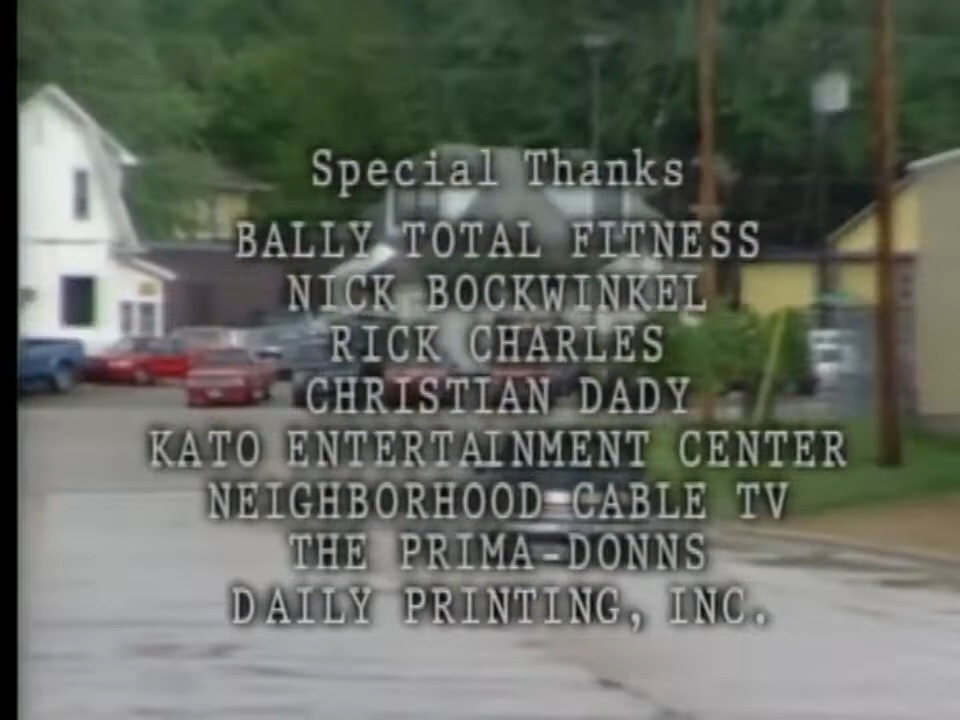 Special Thanks
BALLY TOTAL FITNESS
NICK BOCKWINKEL
RICK CHARLES
CHRISTIAN DADY
KATO ENTERTAINMENT CENTER
NEIGHBORHOOD CABLE TV
THE PRIMA-DONNS
DAILY PRINTING, INC.